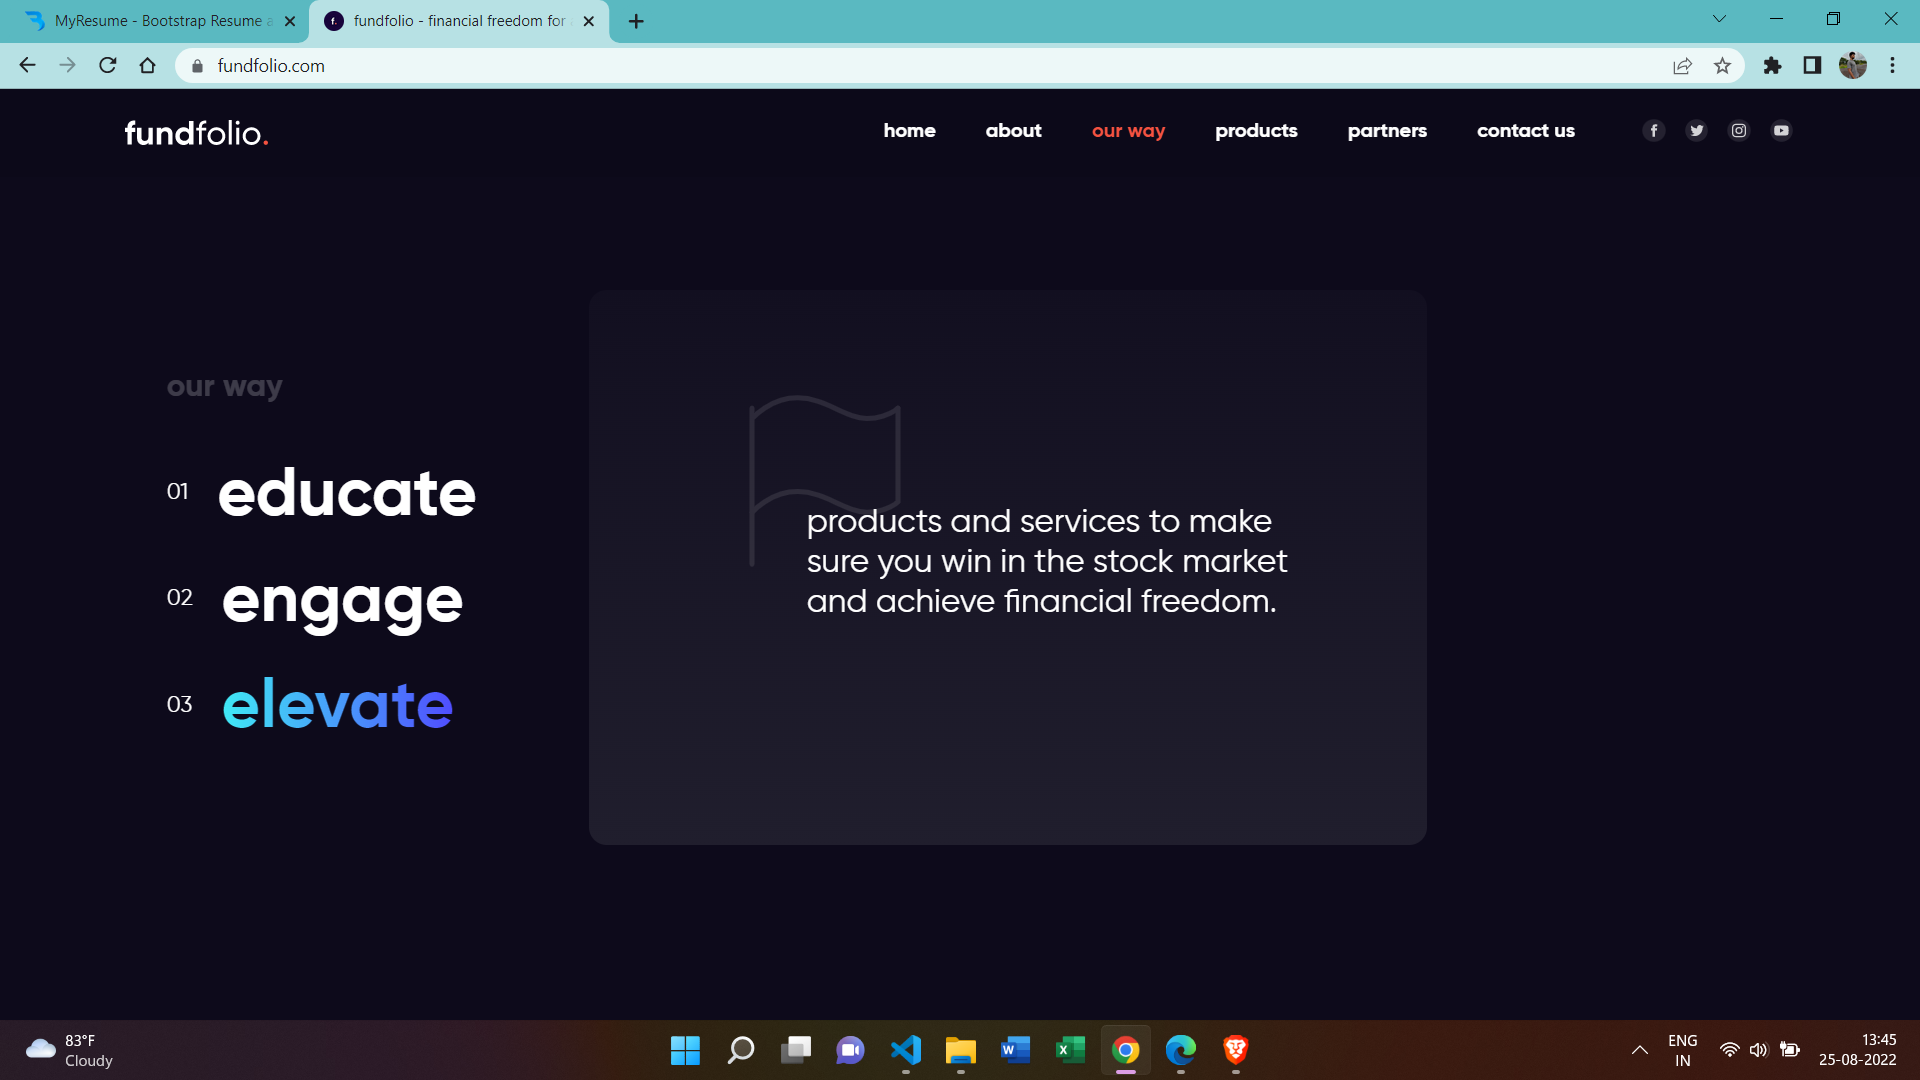 MyResume - Bootstrap Resume a
fundfolio - financial freedom for
fundfolio.com
fundfolio.
home about our way products partners contact us
our way
01 educate
02 engage
03 elevate
products and services to make
sure you win in the stock market
and achieve financial freedom.
83°F
Cloudy
ENG
IN
13:45
25-08-2022